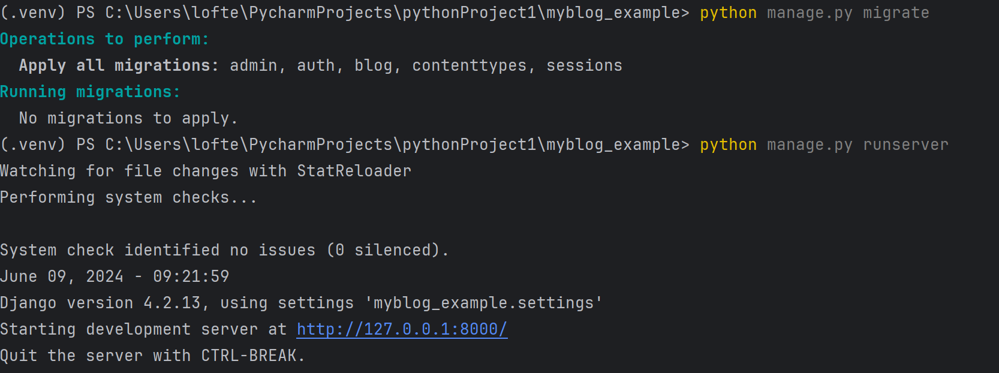 (.venv) PS C:\Users\lofte\PycharmProjects\pythonProject1\myblog_example> python manage.py migrate
Operations to perform:
  Apply all migrations: admin, auth, blog, contenttypes, sessions
Running migrations:
  No migrations to apply.
(.venv) PS C:\Users\lofte\PycharmProjects\pythonProject1\myblog_example> python manage.py runserver
Watching for file changes with StatReloader
Performing system checks...
System check identified no issues (0 silenced).
June 09, 2024 - 09:21:59
Django version 4.2.13, using settings 'myblog_example.settings'
Starting development server at http://127.0.0.1:8000/
Quit the server with CTRL-BREAK.